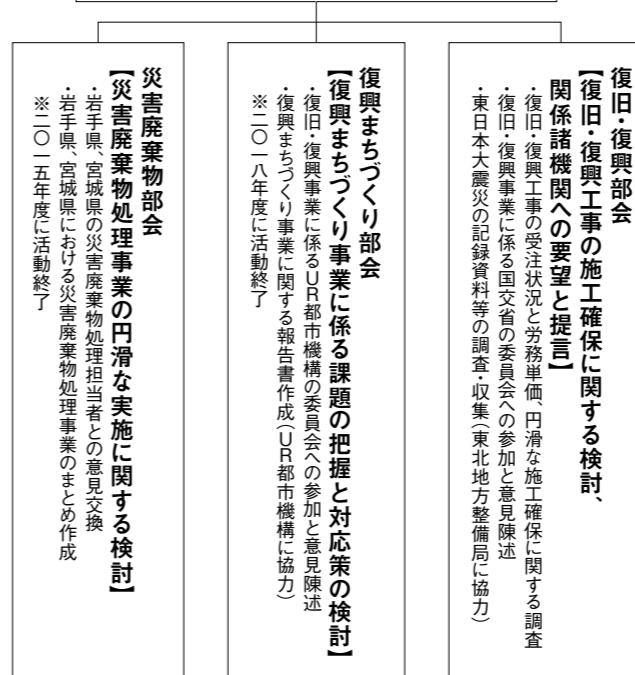 復旧・復興部会
【復旧・復興工事の施工確保に関する検討、
関係諸機関への要望と提言】
・復旧・復興工事の受注状況と労務単価、円滑な施工確保に関する調査
・復旧・復興事業に係る国交省の委員会への参加と意見陳述
・東日本大震災の記録資料等の調査・収集（東北地方整備局に協力）
復興まちづくり部会
【復興まちづくり事業に係る課題の把握と対応策の検討】
・復旧・復興事業に係るUR都市機構の委員会への参加と意見陳述
・復興まちづくり事業に関する報告書作成（UR都市機構に協力）
※二〇一八年度に活動終了
災害廃棄物部会
【災害廃棄物処理事業の円滑な実施に関する検討】
・岩手県、宮城県の災害廃棄物処理担当者との意見交換
・岩手県、宮城県における災害廃棄物処理事業のまとめ作成
※二〇一五年度に活動終了